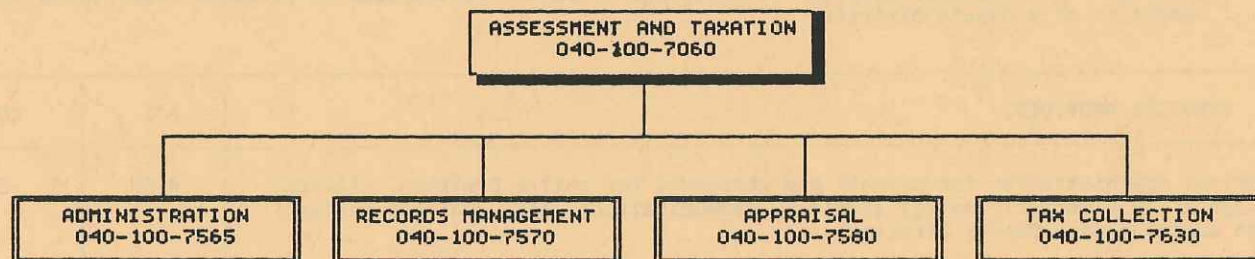 ASSESSMENT AND TAXATION
040-100-7060
ADMINISTRATION
040-100-7565
RECORDS MANAGEMENT
040-100-7570
APPRAISAL
040-100-7580
TAX COLLECTION
040-100-7630